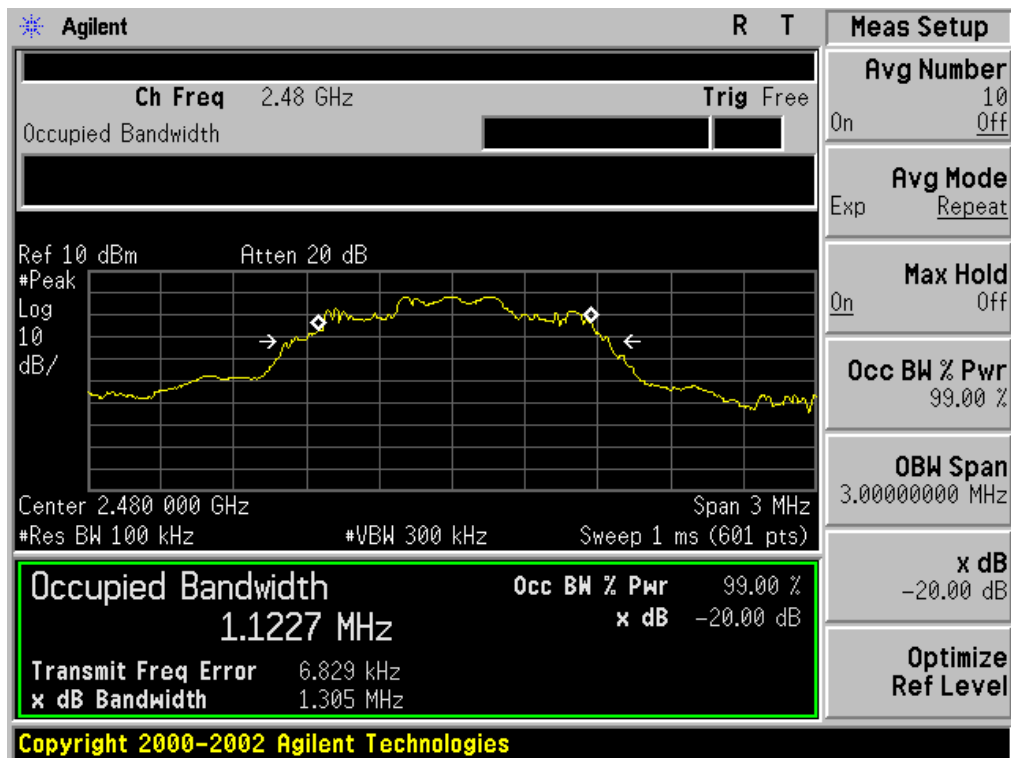 Agilent R T
Ch Freq 2.48 GHz Trig Free
Occupied Bandwidth
Ref 10 dBm Atten 20 dB
#Peak
Log
10
dB/
Center 2.480 000 GHz Span 3 MHz
#Res BW 100 kHz #VBW 300 kHz Sweep 1 ms (601 pts)
Occupied Bandwidth Occ BW % Pwr 99.00 %
1.1227 MHz x dB -20.00 dB
Transmit Freq Error 6.829 kHz
x dB Bandwidth 1.305 MHz
Copyright 2000-2002 Agilent Technologies
Meas Setup
Avg Number
10
On Off
Avg Mode
Exp Repeat
Max Hold
On Off
Occ BW % Pwr
99.00 %
OBW Span
3.00000000 MHz
x dB
-20.00 dB
Optimize
Ref Level